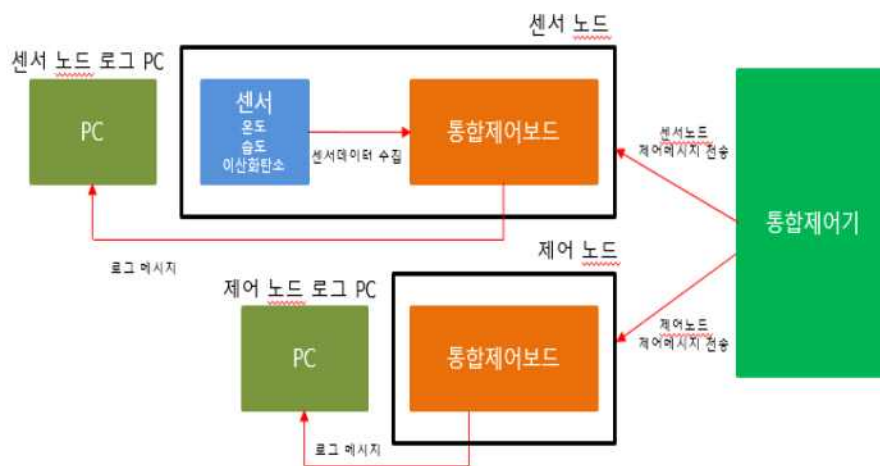 센서 노드
센서 노드 로그 PC
PC
센서
온도
습도
이산화탄소
센서데이터 수집
통합제어보드
센서노드
제어메시지 전송
통합제어기
로그 메시지
제어 노드
제어 노드 로그 PC
PC
통합제어보드
제어노드
제어메시지 전송
로그 메시지